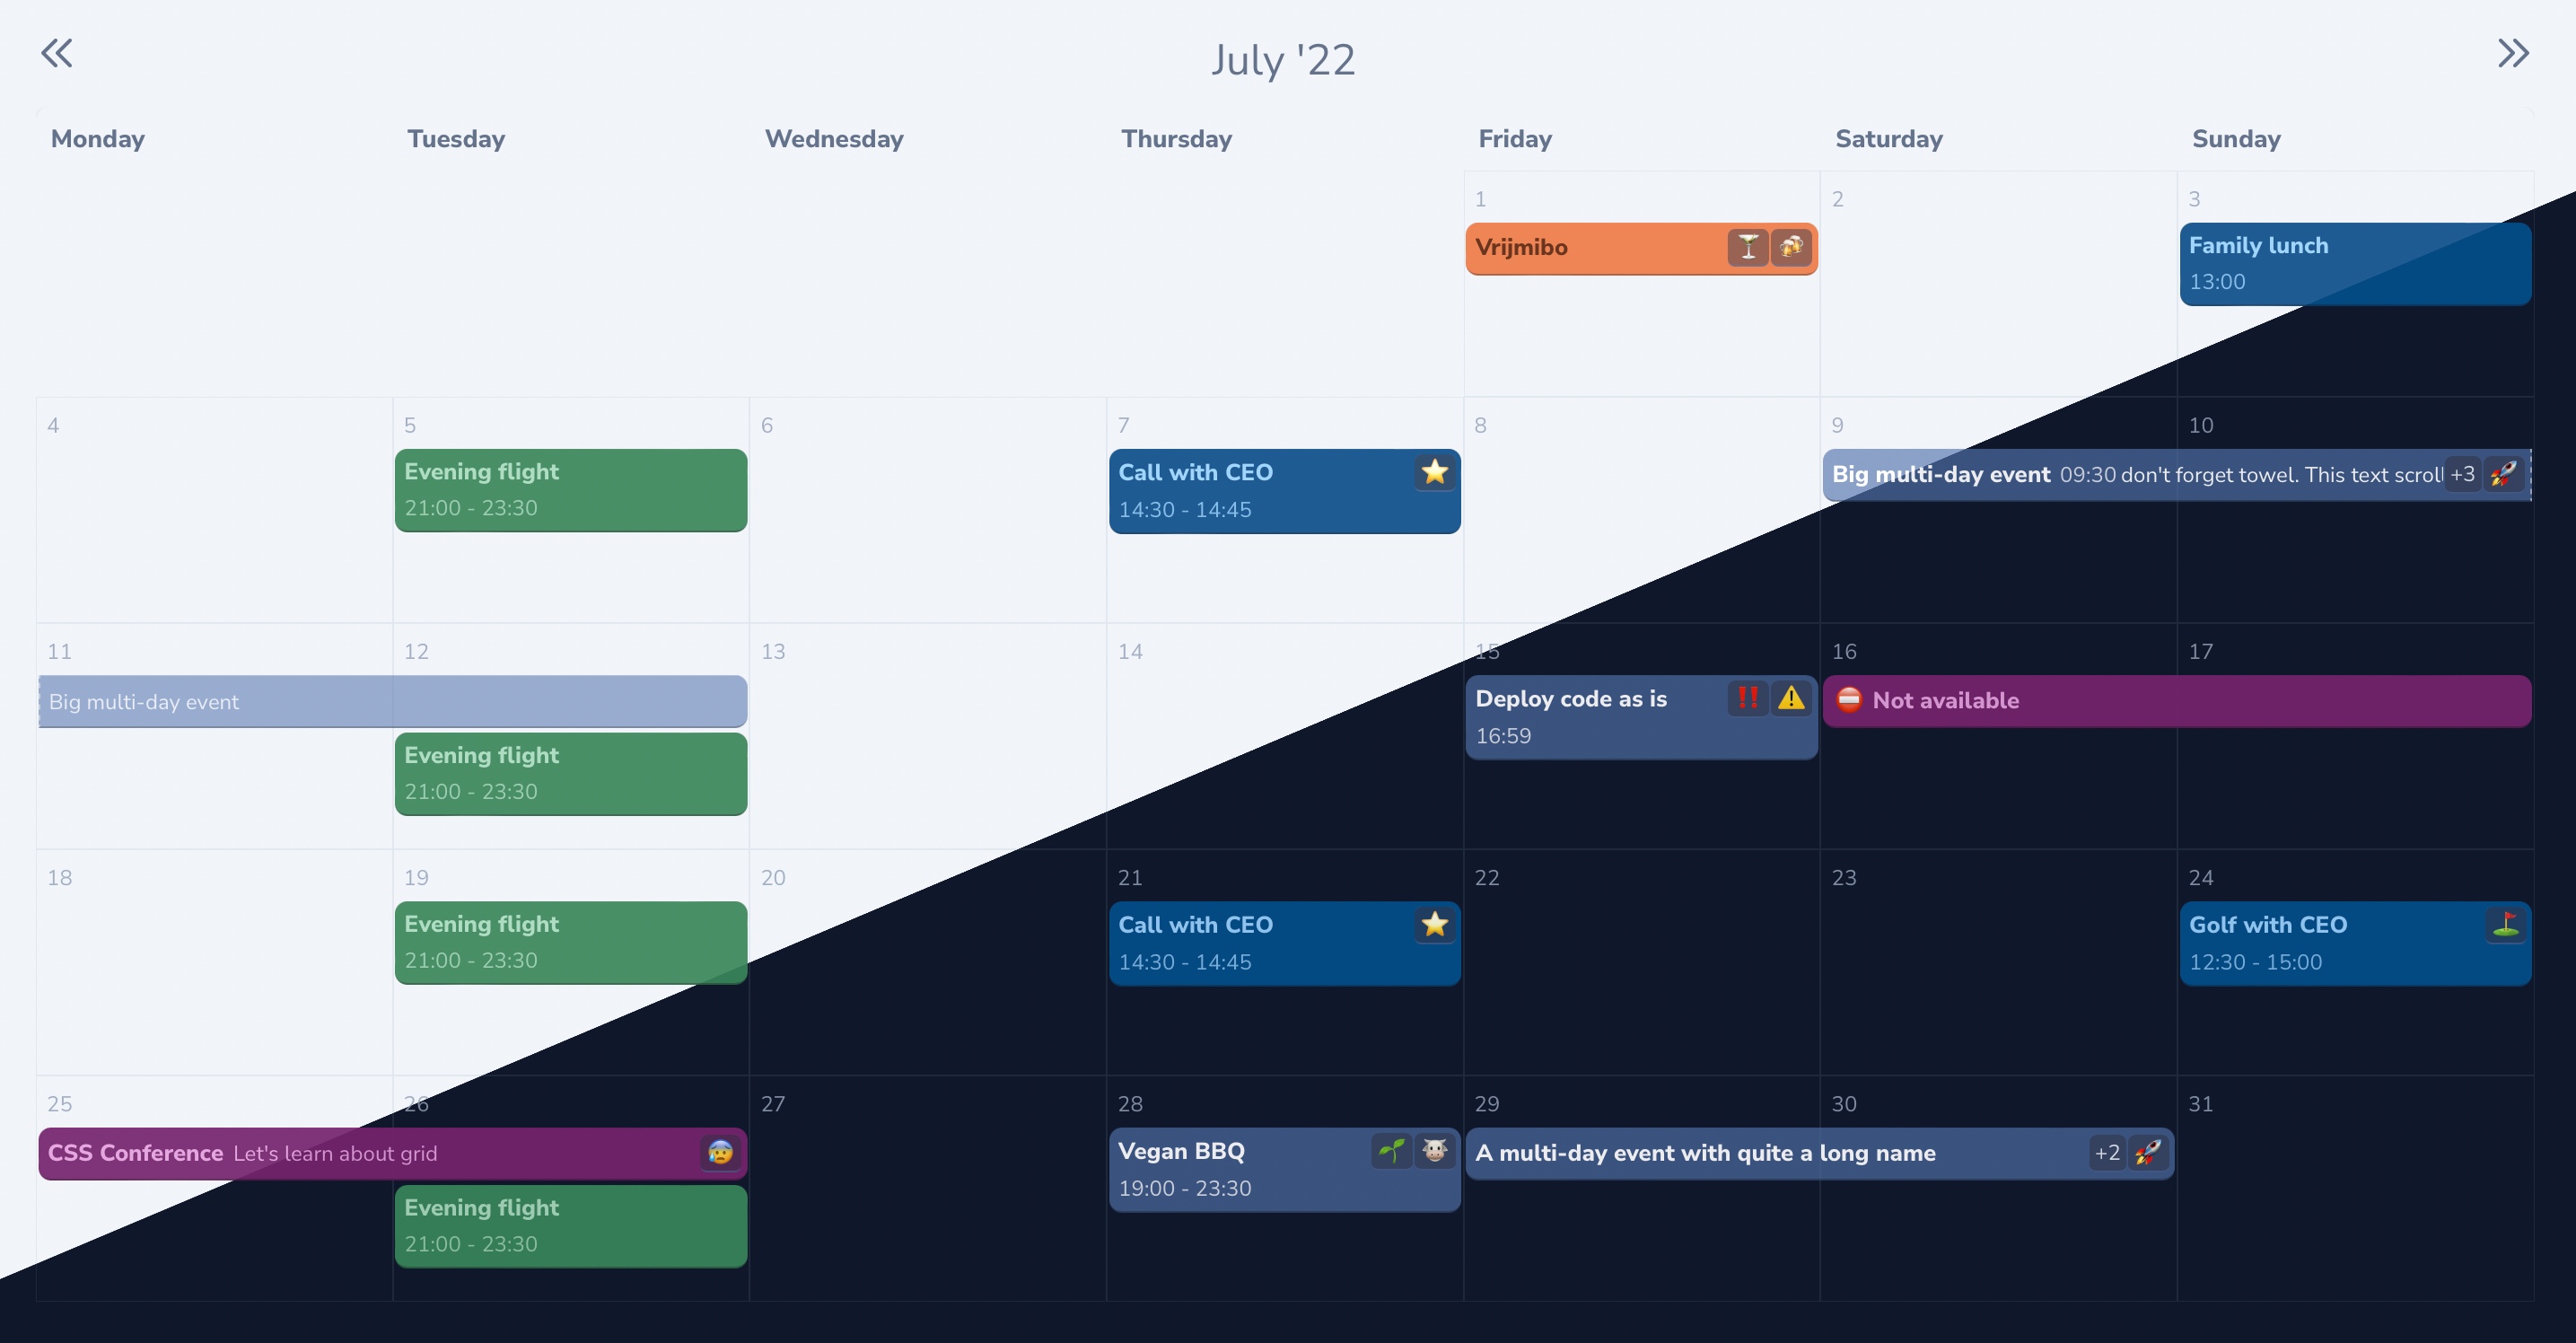 July '22
Monday Tuesday Wednesday Thursday Friday Saturday Sunday
1 2 3
Vrijmibo
Family lunch
13:00
4 5 6 7 8 9 10
Evening flight
21:00 - 23:30
Call with CEO
14:30 - 14:45
Big multi-day event 09:30 don't forget towel. This text scroll +3
11 12 13 14 15 16 17
Big multi-day event
Evening flight
21:00 - 23:30
Deploy code as is
16:59
Not available
18 19 20 21 22 23 24
Evening flight
21:00 - 23:30
Call with CEO
14:30 - 14:45
Golf with CEO
12:30 - 15:00
25 26 27 28 29 30 31
CSS Conference Let's learn about grid
Evening flight
21:00 - 23:30
Vegan BBQ
19:00 - 23:30
A multi-day event with quite a long name +2